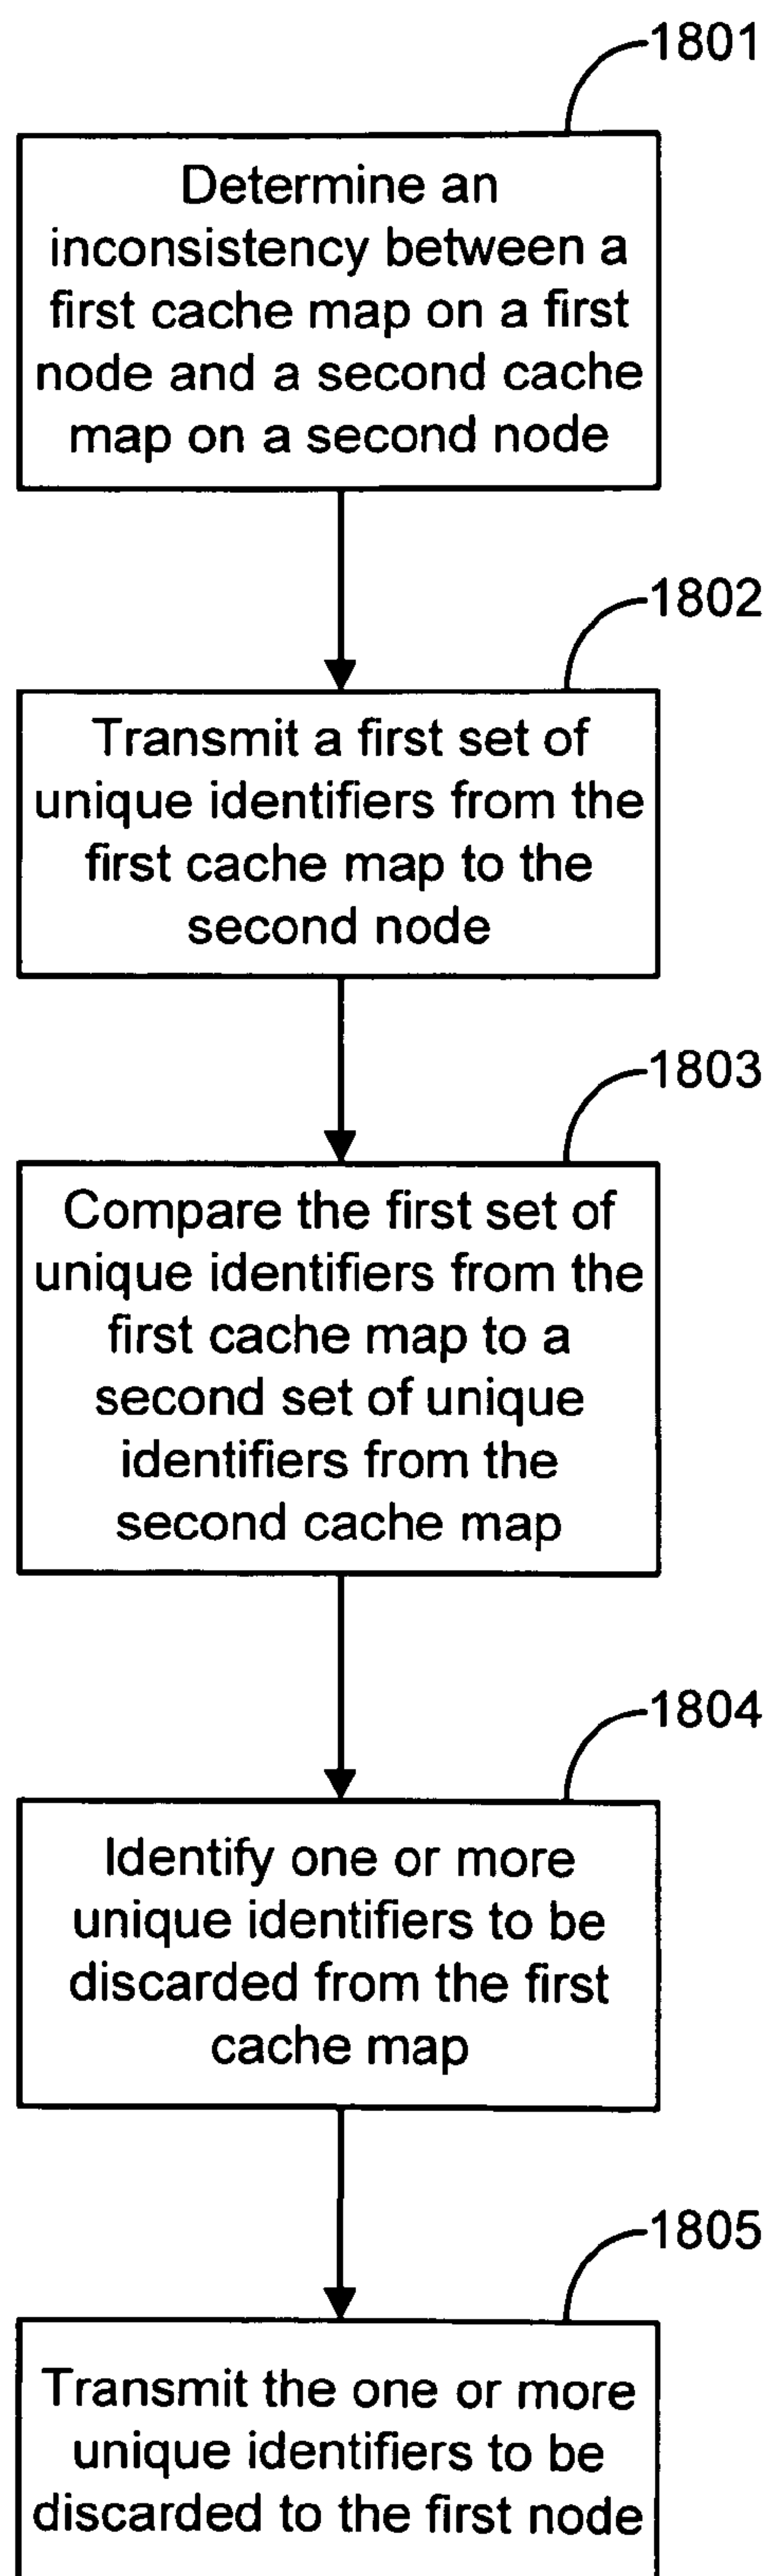 1801
Determine an
inconsistency between a
first cache map on a first
node and a second cache
map on a second node
1802
Transmit a first set of
unique identifiers from the
first cache map to the
second node
1803
Compare the first set of
unique identifiers from the
first cache map to a
second set of unique
identifiers from the
second cache map
1804
Identify one or more
unique identifiers to be
discarded from the first
cache map
1805
Transmit the one or more
unique identifiers to be
discarded to the first node